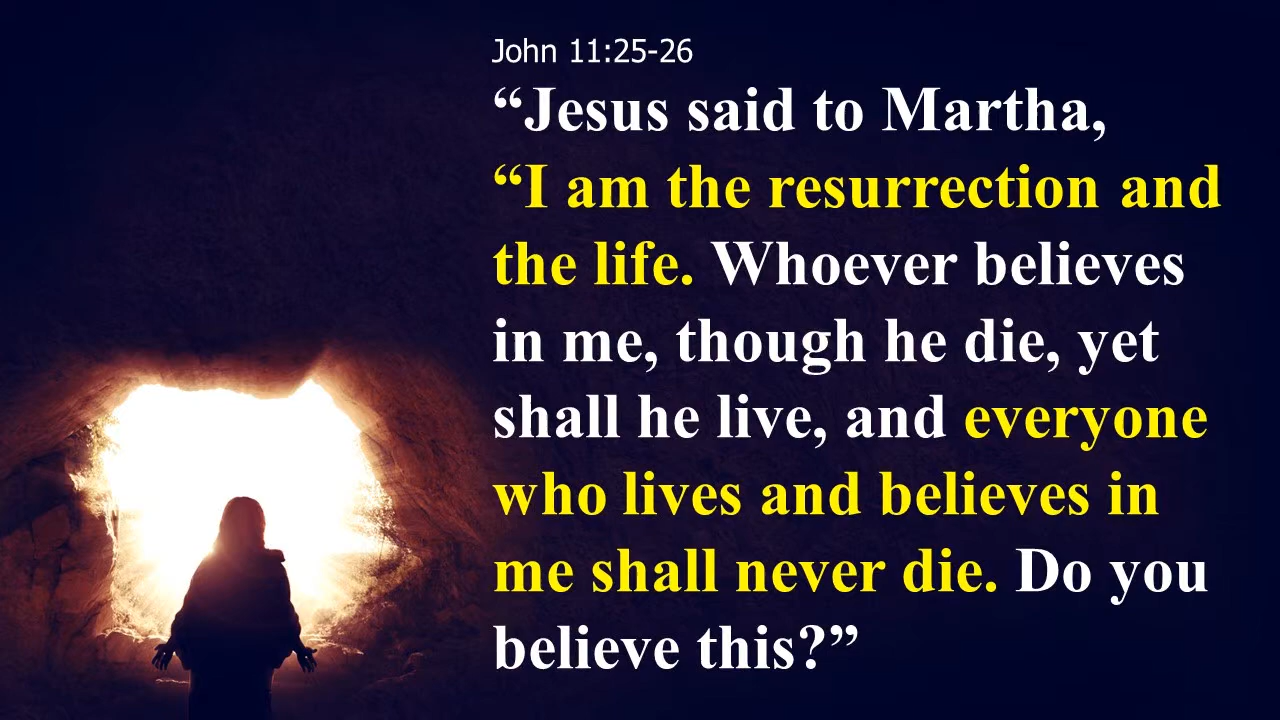 John 11:25-26
“Jesus said to Martha,
“I am the resurrection and
the life. Whoever believes
in me, though he die, yet
shall he live, and everyone
who lives and believes in
me shall never die. Do you
believe this?”